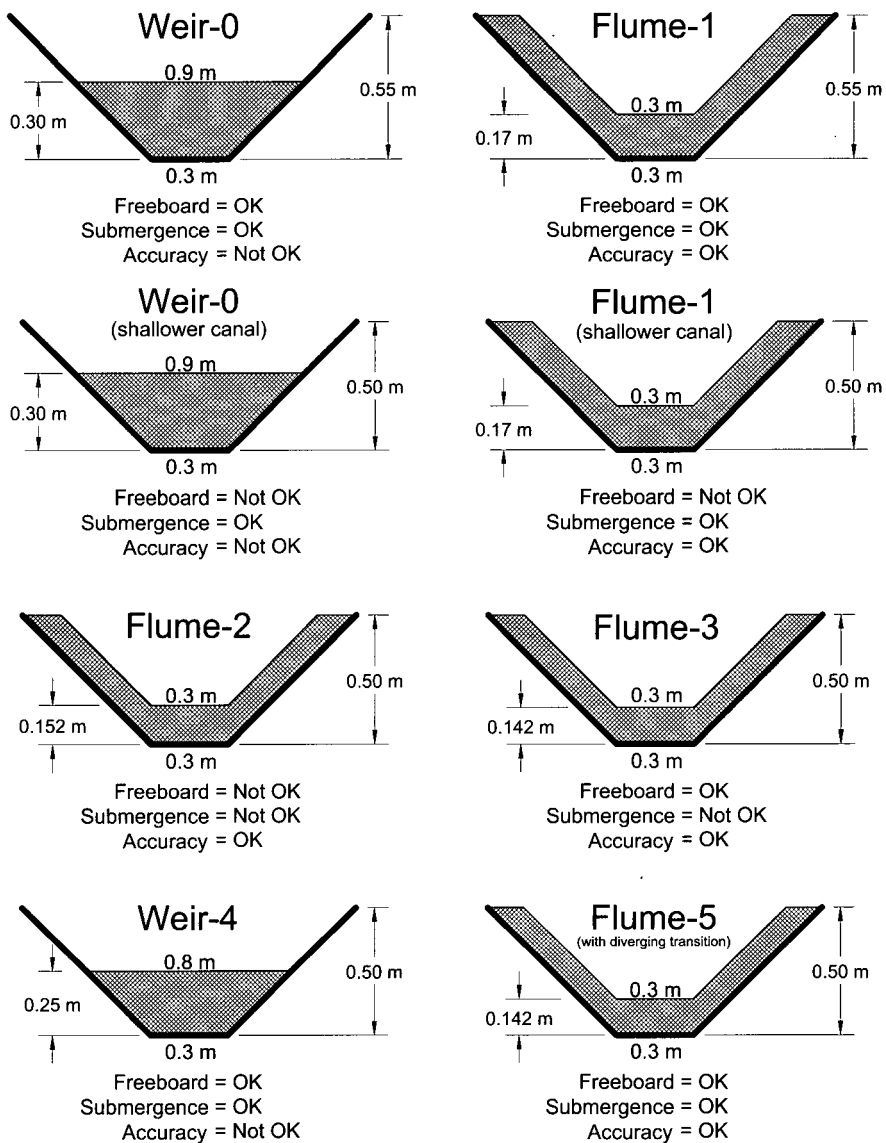 Weir-0
0.9 m
0.30 m
0.55 m
0.3 m
Freeboard = OK
Submergence = OK
Accuracy = Not OK
Flume-1
0.3 m
0.17 m
0.55 m
0.3 m
Freeboard = OK
Submergence = OK
Accuracy = OK
Weir-0
(shallower canal)
0.9 m
0.30 m
0.50 m
0.3 m
Freeboard = Not OK
Submergence = OK
Accuracy = Not OK
Flume-1
(shallower canal)
0.3 m
0.17 m
0.50 m
0.3 m
Freeboard = Not OK
Submergence = OK
Accuracy = OK
Flume-2
0.3 m
0.152 m
0.50 m
0.3 m
Freeboard = Not OK
Submergence = Not OK
Accuracy = OK
Flume-3
0.3 m
0.142 m
0.50 m
0.3 m
Freeboard = OK
Submergence = Not OK
Accuracy = OK
Weir-4
0.8 m
0.25 m
0.50 m
0.3 m
Freeboard = OK
Submergence = OK
Accuracy = Not OK
Flume-5
(with diverging transition)
0.3 m
0.142 m
0.50 m
0.3 m
Freeboard = OK
Submergence = OK
Accuracy = OK